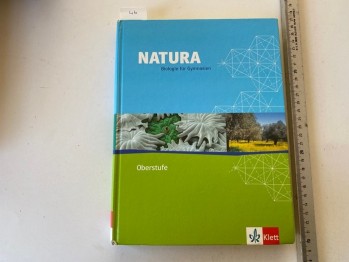 NATURA
Biologie für Gymnasien
Oberstufe
Klett